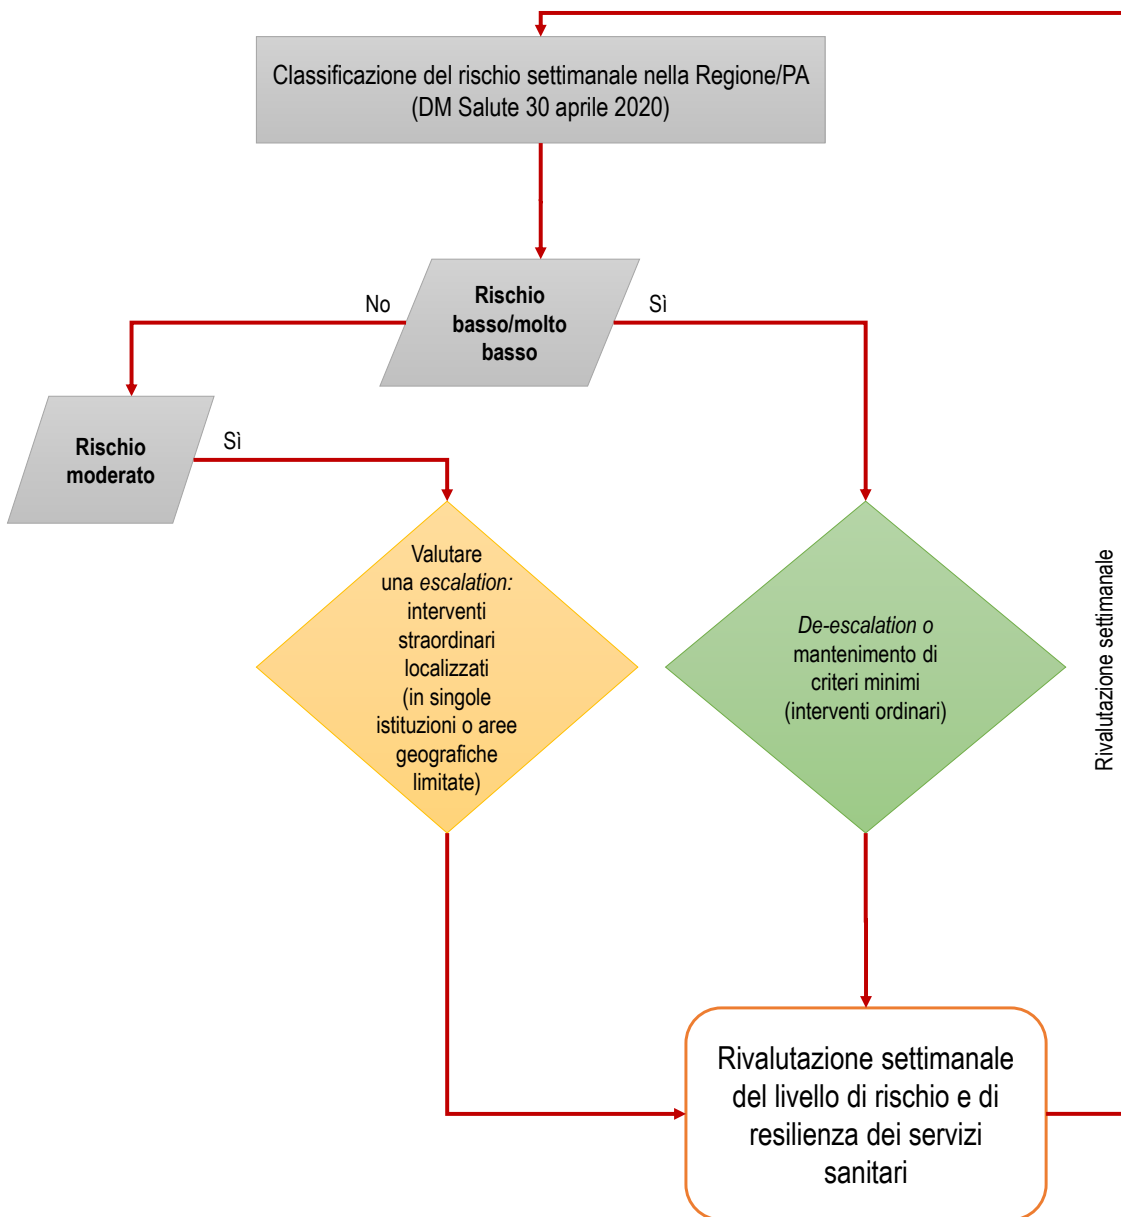 Classificazione del rischio settimanale nella Regione/PA
(DM Salute 30 aprile 2020)
Rischio
basso/molto
basso
No
Sì
Rischio
moderato
Sì
Valutare
una escalation:
interventi
straordinari
localizzati
(in singole
istituzioni o aree
geografiche
limitate)
De-escalation o
mantenimento di
criteri minimi
(interventi ordinari)
Rivalutazione settimanale
Rivalutazione settimanale
del livello di rischio e di
resilienza dei servizi
sanitari